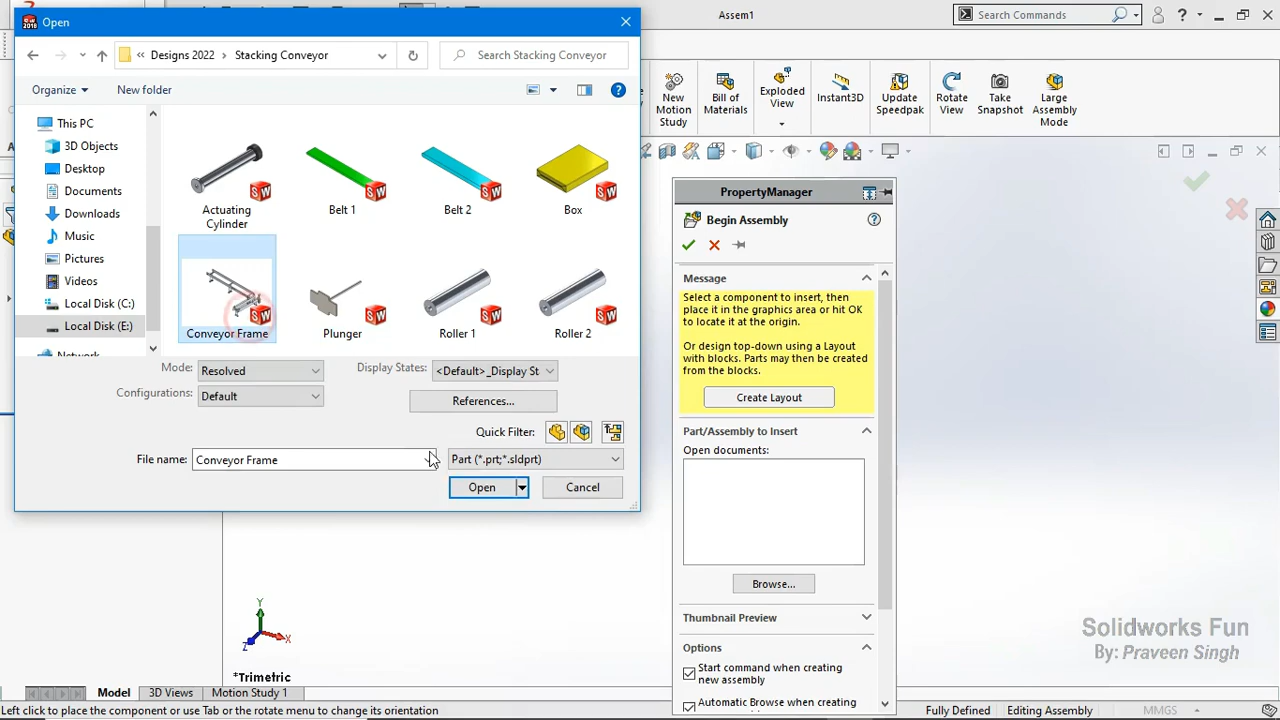 2018 Open
Assem1
Search Commands
« Designs 2022 › Stacking Conveyor
Search Stacking Conveyor
Organize
New folder
New Motion Study
Bill of Materials
Exploded View
Instant3D
Update Speedpak
Rotate View
Take Snapshot
Large Assembly Mode
This PC
3D Objects
Desktop
Documents
Downloads
Music
Pictures
Videos
Local Disk (C:)
Local Disk (E:)
Network
Actuating Cylinder
Belt 1
Belt 2
Box
Conveyor Frame
Plunger
Roller 1
Roller 2
Mode:
Resolved
Display States:
<Default>_Display St
Configurations:
Default
References...
Quick Filter:
File name:
Conveyor Frame
Part (*.prt;*.sldprt)
Open
Cancel
PropertyManager
Begin Assembly
Message
Select a component to insert, then
place it in the graphics area or hit OK
to locate it at the origin.
Or design top-down using a Layout
with blocks. Parts may then be created
from the blocks.
Create Layout
Part/Assembly to Insert
Open documents:
Browse...
Thumbnail Preview
Options
Start command when creating
new assembly
Automatic Browse when creating
Y
X
Z
*Trimetric
Solidworks Fun
By: Praveen Singh
Model
3D Views
Motion Study 1
Left click to place the component or use Tab or the rotate menu to change its orientation
Fully Defined
Editing Assembly
MMGS